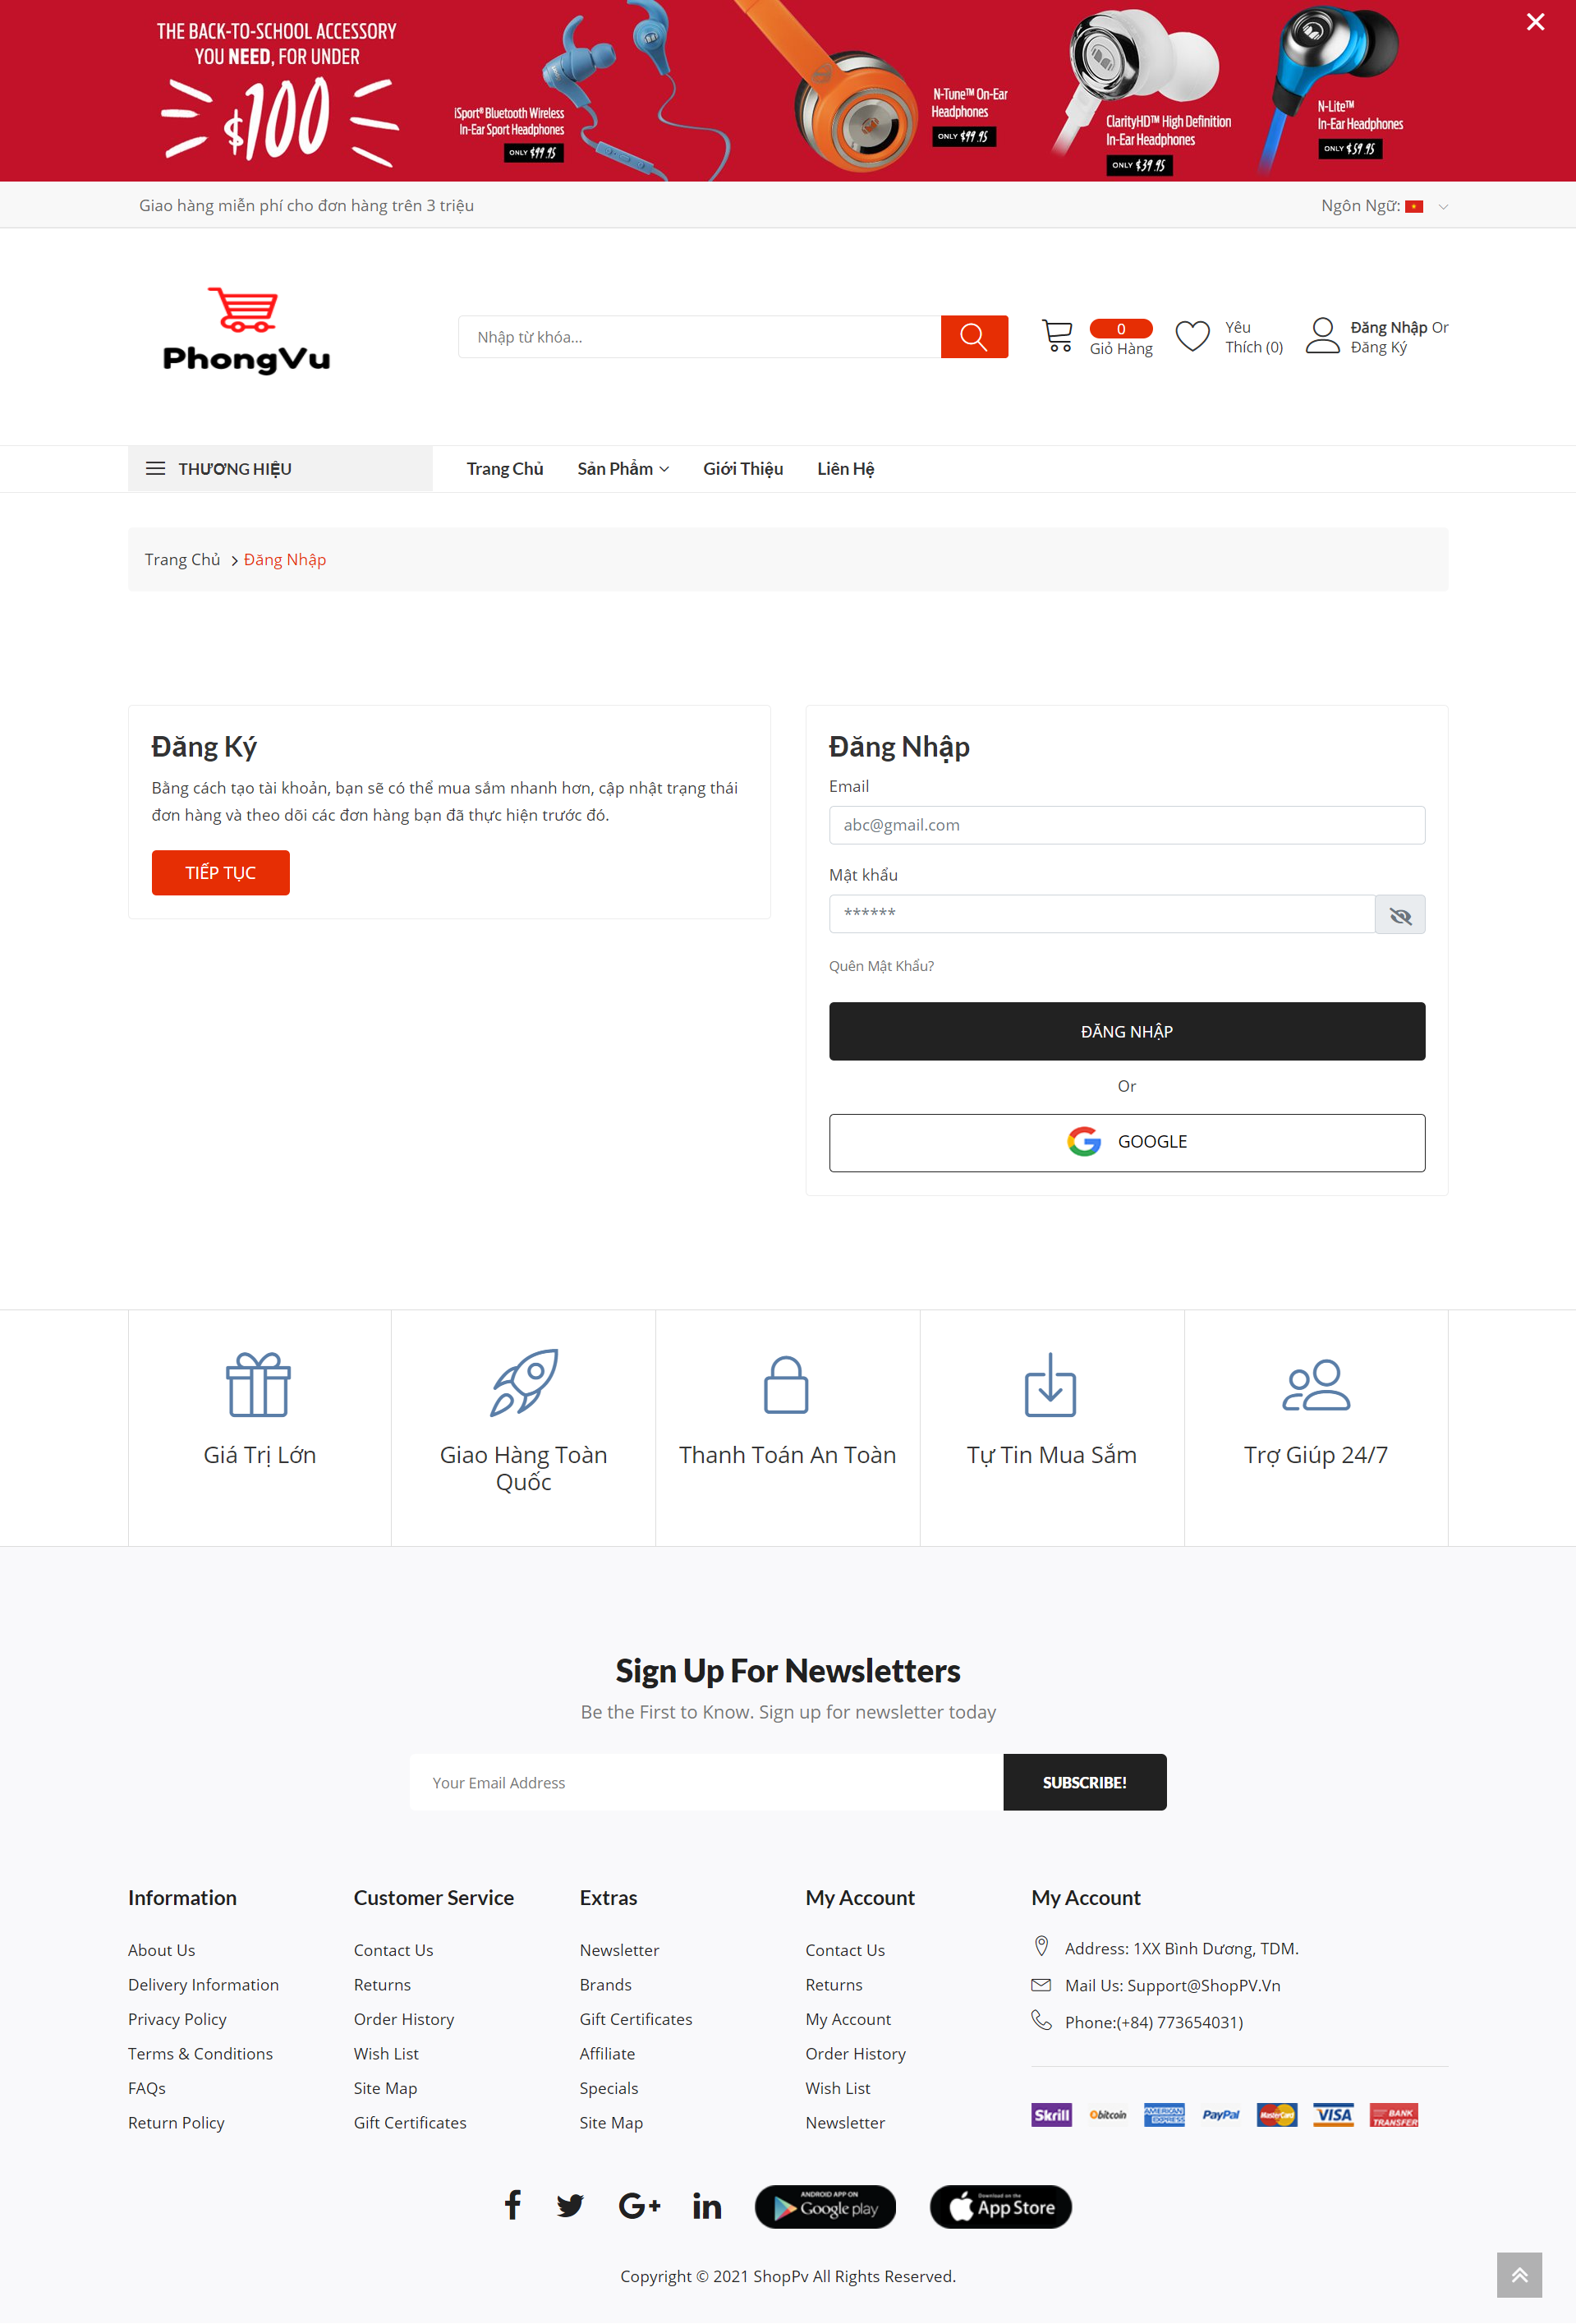 THE BACK-TO-SCHOOL ACCESSORY
YOU NEED, FOR UNDER
$100
iSport® Bluetooth Wireless
In-Ear Sport Headphones
ONLY $99.95
N-Tune™ On-Ear
Headphones
ONLY $99.95
ClarityHD™ High Definition
In-Ear Headphones
ONLY $39.95
N-Lite™
In-Ear Headphones
ONLY $59.95
Giao hàng miễn phí cho đơn hàng trên 3 triệu
Ngôn Ngữ:
PhongVu
Nhập từ khóa...
0
Giỏ Hàng
Yêu
Thích (0)
Đăng Nhập Or
Đăng Ký
THƯƠNG HIỆU
Trang Chủ
Sản Phẩm
Giới Thiệu
Liên Hệ
Trang Chủ
Đăng Nhập
Đăng Ký
Bằng cách tạo tài khoản, bạn sẽ có thể mua sắm nhanh hơn, cập nhật trạng thái
đơn hàng và theo dõi các đơn hàng bạn đã thực hiện trước đó.
TIẾP TỤC
Đăng Nhập
Email
abc@gmail.com
Mật khẩu
******
Quên Mật Khẩu?
ĐĂNG NHẬP
Or
GOOGLE
Giá Trị Lớn
Giao Hàng Toàn
Quốc
Thanh Toán An Toàn
Tự Tin Mua Sắm
Trợ Giúp 24/7
Sign Up For Newsletters
Be the First to Know. Sign up for newsletter today
Your Email Address
SUBSCRIBE!
Information
About Us
Delivery Information
Privacy Policy
Terms & Conditions
FAQs
Return Policy
Customer Service
Contact Us
Returns
Order History
Wish List
Site Map
Gift Certificates
Extras
Newsletter
Brands
Gift Certificates
Affiliate
Specials
Site Map
My Account
Contact Us
Returns
My Account
Order History
Wish List
Newsletter
My Account
Address: 1XX Bình Dương, TDM.
Mail Us: Support@ShopPV.Vn
Phone:(+84) 773654031)
Skrill
bitcoin
AMERICAN
EXPRESS
PayPal
MasterCard
VISA
BANK
TRANSFER
ANDROID APP ON
Google play
Download on the
App Store
Copyright © 2021 ShopPv All Rights Reserved.